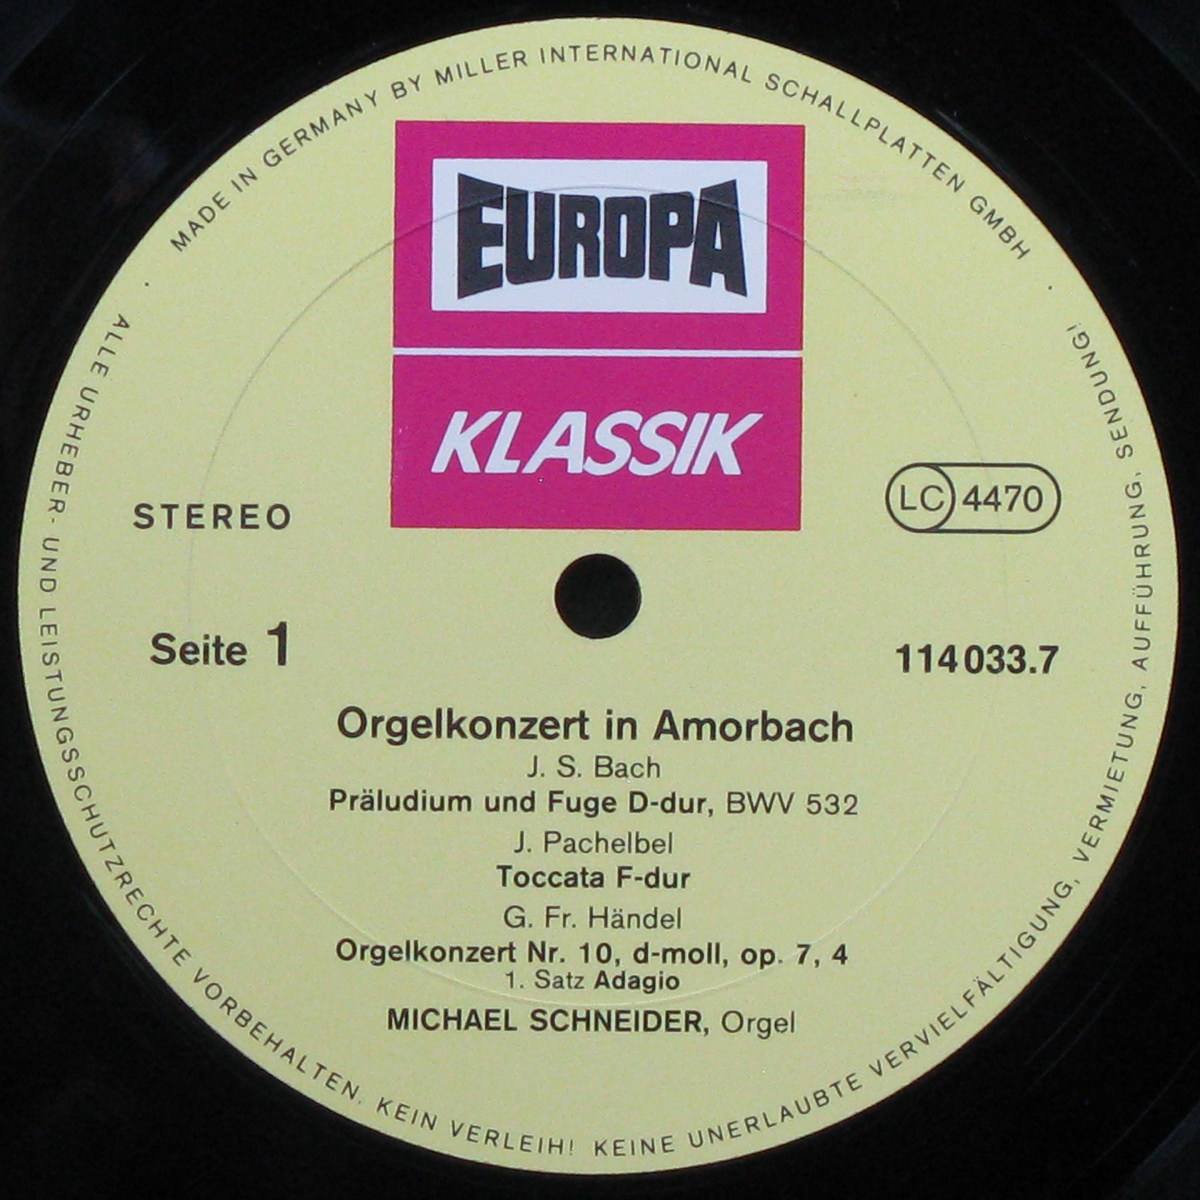 MADE IN GERMANY BY MILLER INTERNATIONAL SCHALLPLATTEN GMBH
EUROPA
KLASSIK
STEREO
LC 4470
Seite 1
114 033.7
Orgelkonzert in Amorbach
J. S. Bach
Präludium und Fuge D-dur, BWV 532
J. Pachelbel
Toccata F-dur
G. Fr. Händel
Orgelkonzert Nr. 10, d-moll, op. 7, 4
1. Satz Adagio
MICHAEL SCHNEIDER, Orgel
ALLE URHEBER- UND LEISTUNGSSCHUTZRECHTE VORBEHALTEN. KEIN VERLEIH! KEINE UNERLAUBTE VERVIELFÄLTIGUNG, VERMIETUNG, AUFFÜHRUNG, SENDUNG!